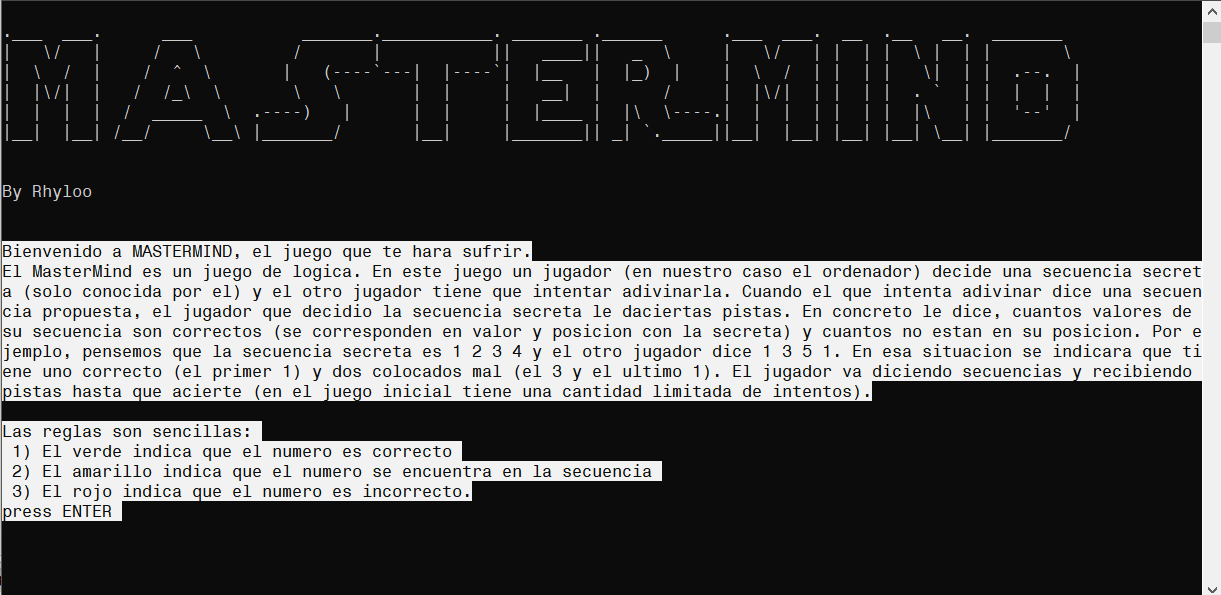 MASTERMIND
By Rhyloo
Bienvenido a MASTERMIND, el juego que te hara sufrir.
El MasterMind es un juego de logica. En este juego un jugador (en nuestro caso el ordenador) decide una secuencia secret
a (solo conocida por el) y el otro jugador tiene que intentar adivinarla. Cuando el que intenta adivinar dice una secuen
cia propuesta, el jugador que decidio la secuencia secreta le daciertas pistas. En concreto le dice, cuantos valores de
su secuencia son correctos (se corresponden en valor y posicion con la secreta) y cuantos no estan en su posicion. Por e
jemplo, pensemos que la secuencia secreta es 1 2 3 4 y el otro jugador dice 1 3 5 1. En esa situacion se indicara que ti
ene uno correcto (el primer 1) y dos colocados mal (el 3 y el ultimo 1). El jugador va diciendo secuencias y recibiendo
pistas hasta que acierte (en el juego inicial tiene una cantidad limitada de intentos).
Las reglas son sencillas:
1) El verde indica que el numero es correcto
2) El amarillo indica que el numero se encuentra en la secuencia
3) El rojo indica que el numero es incorrecto.
press ENTER